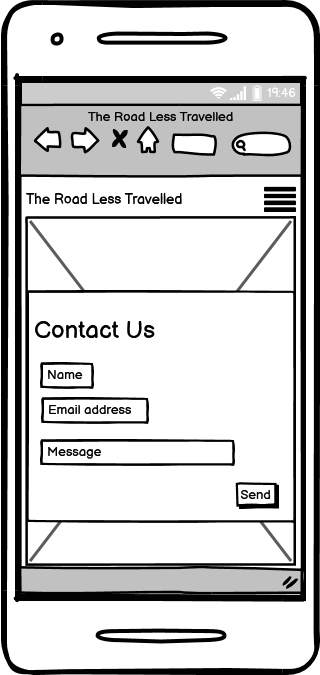 19:46
The Road Less Travelled
The Road Less Travelled
Contact Us
Name
Email address
Message
Send